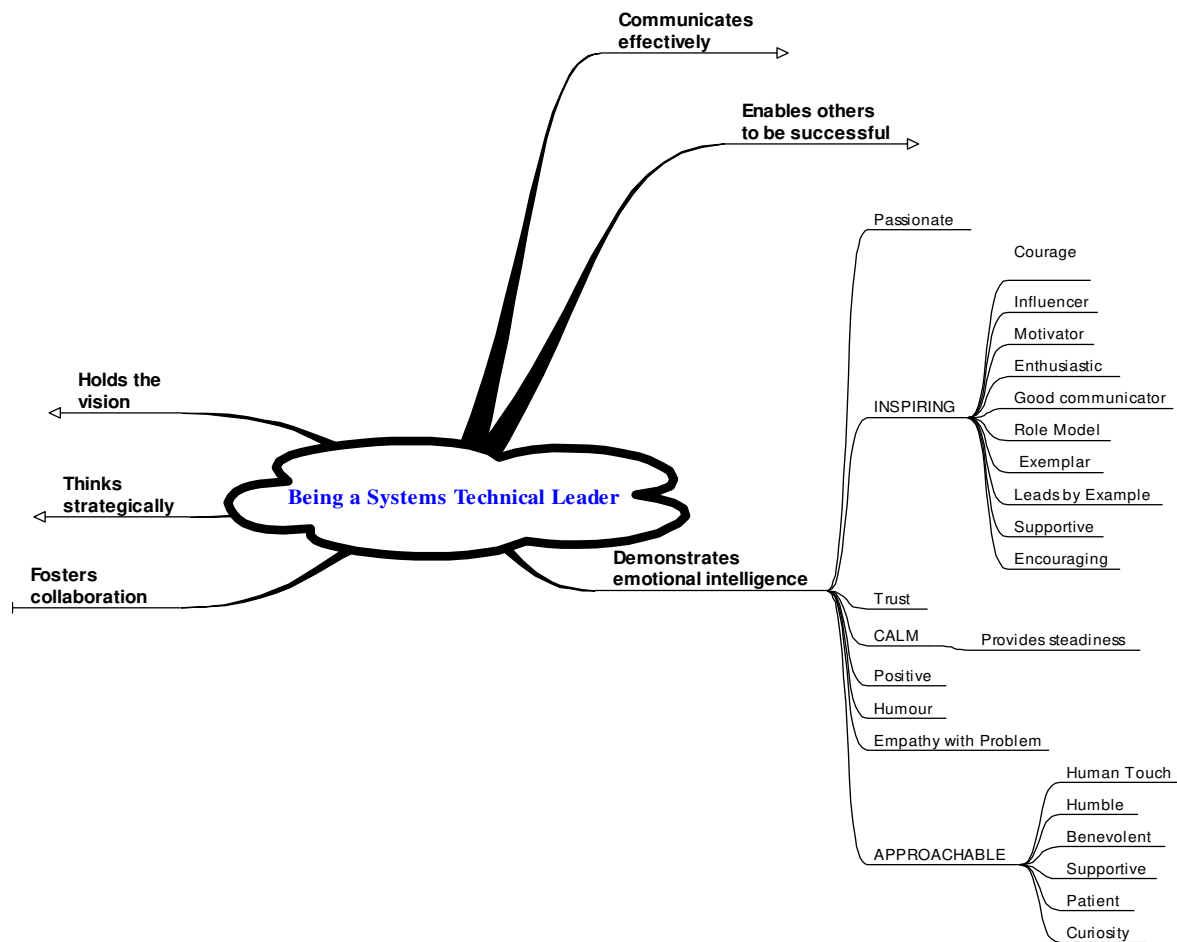 Communicates
effectively
Enables others
to be successful
Holds the
vision
Thinks
strategically
Fosters
collaboration
Being a Systems Technical Leader
Demonstrates
emotional intelligence
Passionate
INSPIRING
Courage
Influencer
Motivator
Enthusiastic
Good communicator
Role Model
Exemplar
Leads by Example
Supportive
Encouraging
Trust
CALM
Provides steadiness
Positive
Humour
Empathy with Problem
APPROACHABLE
Human Touch
Humble
Benevolent
Supportive
Patient
Curiosity